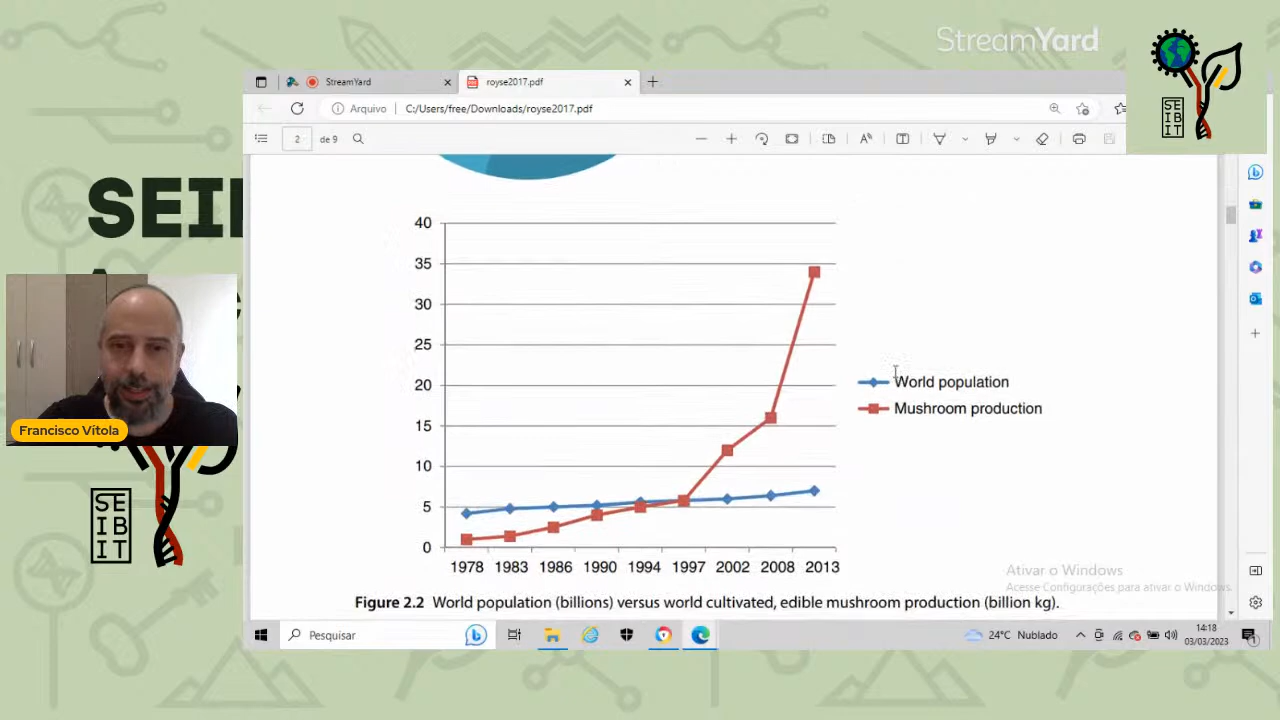 StreamYard
SEI
StreamYard
royse2017.pdf
Arquivo
C:/Users/free/Downloads/royse2017.pdf
2
de 9
SE
IB
IT
40
35
30
25
20
15
10
5
0
World population
Mushroom production
1978 1983 1986 1990 1994 1997 2002 2008 2013
Figure 2.2 World population (billions) versus world cultivated, edible mushroom production (billion kg).
Francisco Vítola
SE
IB
IT
Ativar o Windows
Acesse Configurações para ativar o Windows.
Pesquisar
24°C Nublado
14:18
03/03/2023